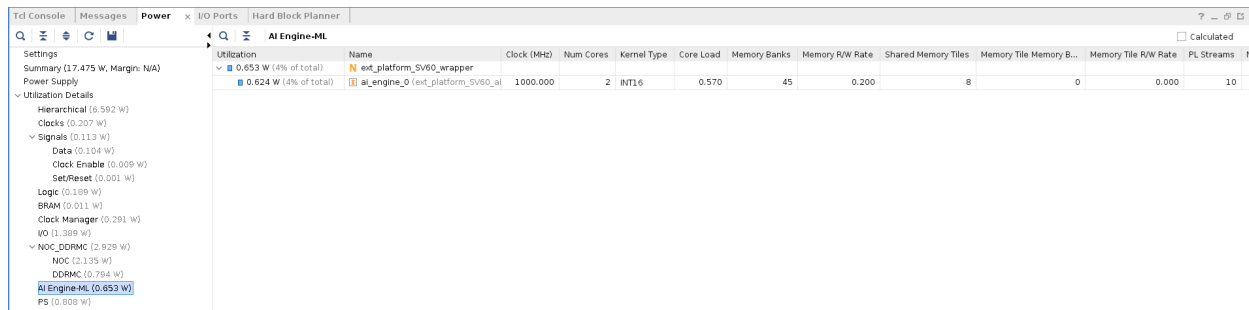 Tcl Console Messages Power × I/O Ports Hard Block Planner ? _
AI Engine-ML Calculated
Settings
Summary (17.475 W, Margin: N/A)
Power Supply
Utilization Details
Hierarchical (6.592 W)
Clocks (0.207 W)
Signals (0.113 W)
Data (0.104 W)
Clock Enable (0.009 W)
Set/Reset (0.001 W)
Logic (0.189 W)
BRAM (0.011 W)
Clock Manager (0.291 W)
I/O (1.389 W)
NOC_DDRMC (2.929 W)
NOC (2.135 W)
DDRMC (0.794 W)
AI Engine-ML (0.653 W)
PS (0.808 W)
Utilization Name Clock (MHz) Num Cores Kernel Type Core Load Memory Banks Memory R/W Rate Shared Memory Tiles Memory Tile Memory B... Memory Tile R/W Rate PL Streams
0.653 W (4% of total) N ext_platform_SV60_wrapper
0.624 W (4% of total) I ai_engine_0 (ext_platform_SV60_ai 1000.000 2 INT16 0.570 45 0.200 8 0 0.000 10